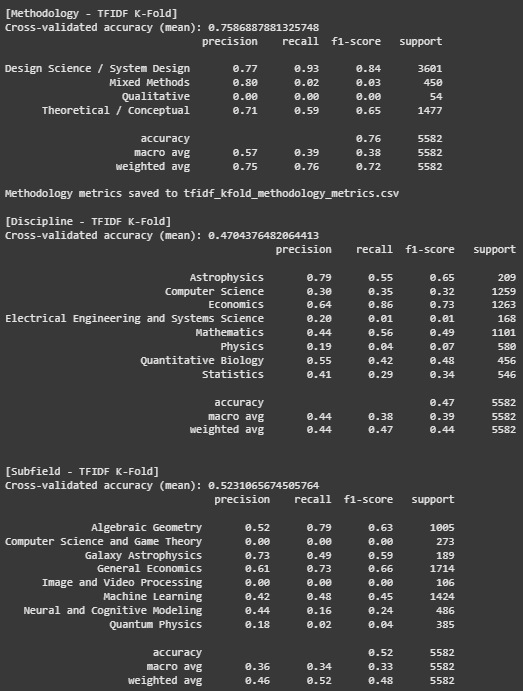 [Methodology - TFIDF K-Fold]
Cross-validated accuracy (mean): 0.7586887881325748
precision recall f1-score support
Design Science / System Design 0.77 0.93 0.84 3601
Mixed Methods 0.80 0.02 0.03 450
Qualitative 0.00 0.00 0.00 54
Theoretical / Conceptual 0.71 0.59 0.65 1477
accuracy 0.76 5582
macro avg 0.57 0.39 0.38 5582
weighted avg 0.75 0.76 0.72 5582
Methodology metrics saved to tfidf_kfold_methodology_metrics.csv
[Discipline - TFIDF K-Fold]
Cross-validated accuracy (mean): 0.4704376482064413
precision recall f1-score support
Astrophysics 0.79 0.55 0.65 209
Computer Science 0.30 0.35 0.32 1259
Economics 0.64 0.86 0.73 1263
Electrical Engineering and Systems Science 0.20 0.01 0.01 168
Mathematics 0.44 0.56 0.49 1101
Physics 0.19 0.04 0.07 580
Quantitative Biology 0.55 0.42 0.48 456
Statistics 0.41 0.29 0.34 546
accuracy 0.47 5582
macro avg 0.44 0.38 0.39 5582
weighted avg 0.44 0.47 0.44 5582
[Subfield - TFIDF K-Fold]
Cross-validated accuracy (mean): 0.5231065674505764
precision recall f1-score support
Algebraic Geometry 0.52 0.79 0.63 1005
Computer Science and Game Theory 0.00 0.00 0.00 273
Galaxy Astrophysics 0.73 0.49 0.59 189
General Economics 0.61 0.73 0.66 1714
Image and Video Processing 0.00 0.00 0.00 106
Machine Learning 0.42 0.48 0.45 1424
Neural and Cognitive Modeling 0.44 0.16 0.24 486
Quantum Physics 0.18 0.02 0.04 385
accuracy 0.52 5582
macro avg 0.36 0.34 0.33 5582
weighted avg 0.46 0.52 0.48 5582